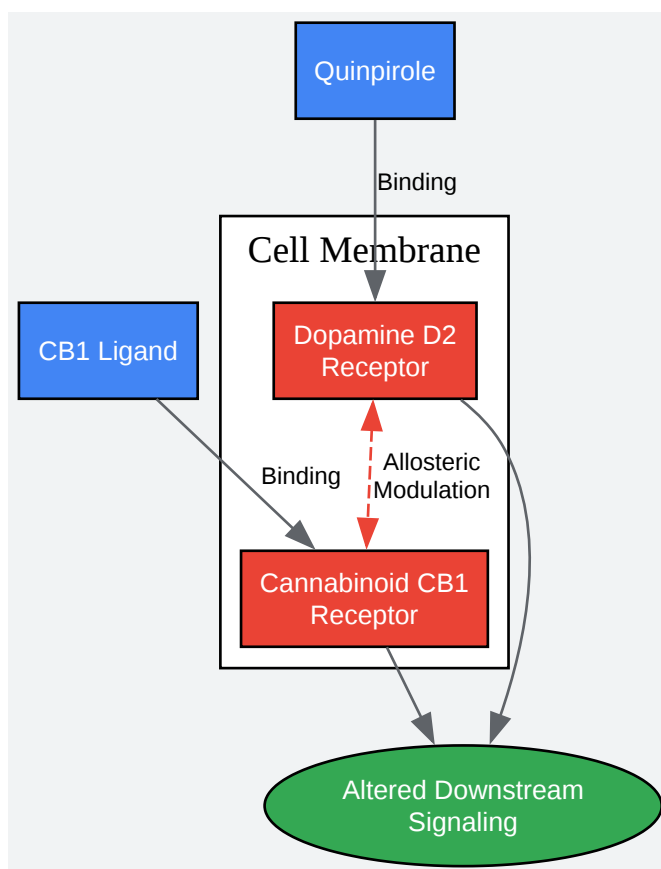 Quinpirole
Binding
Cell Membrane
CB1 Ligand
Dopamine D2
Receptor
Binding
Allosteric
Modulation
Cannabinoid CB1
Receptor
Altered Downstream
Signaling